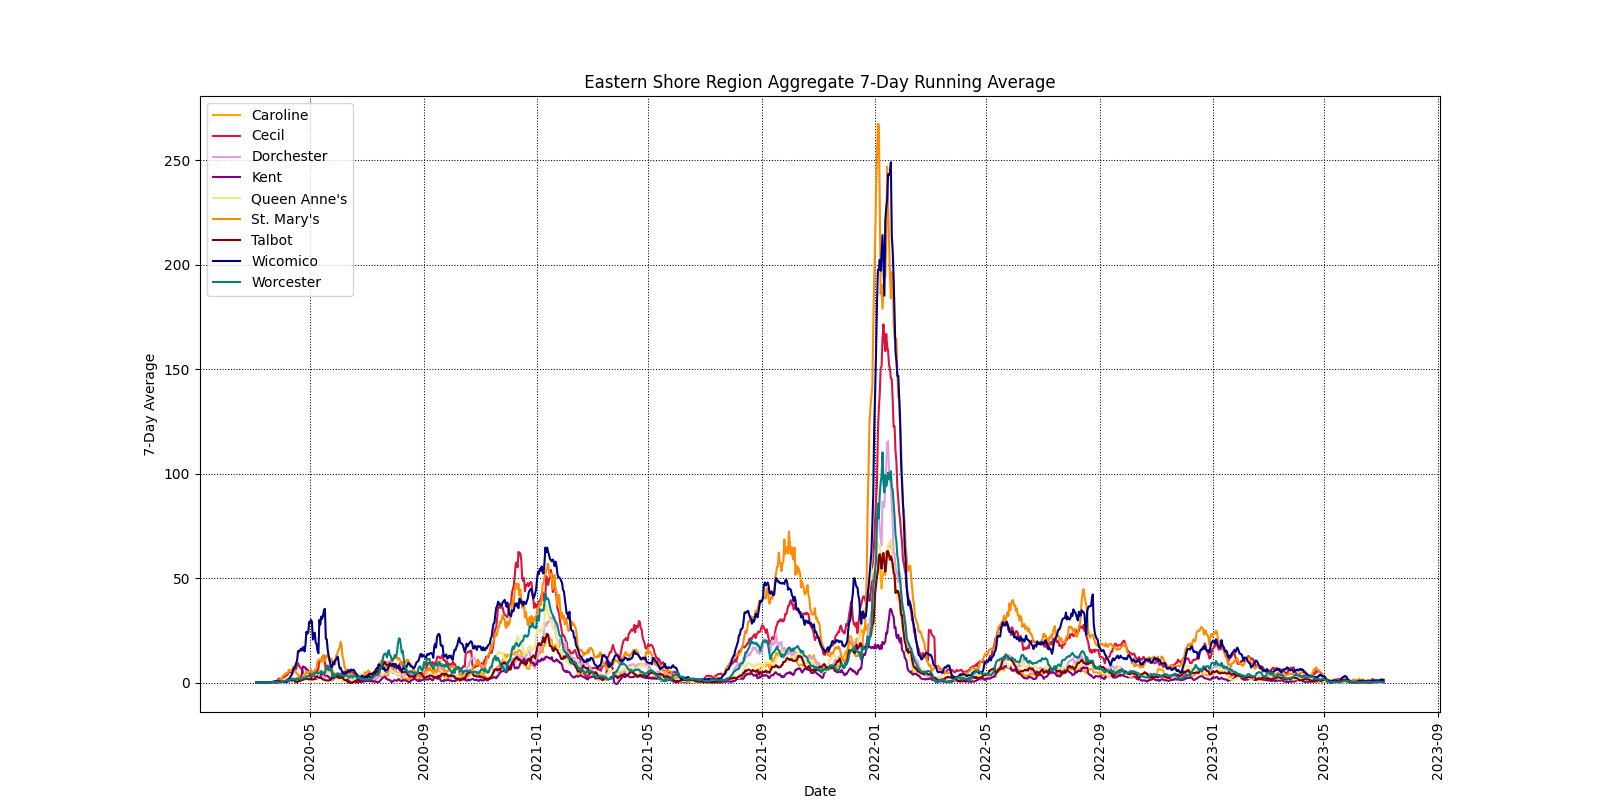 Eastern Shore Region Aggregate 7-Day Running Average
Caroline
Cecil
Dorchester
Kent
Queen Anne's
St. Mary's
Talbot
Wicomico
Worcester
7-Day Average
250
200
150
100
50
0
2020-05
2020-09
2021-01
2021-05
2021-09
2022-01
2022-05
2022-09
2023-01
2023-05
2023-09
Date